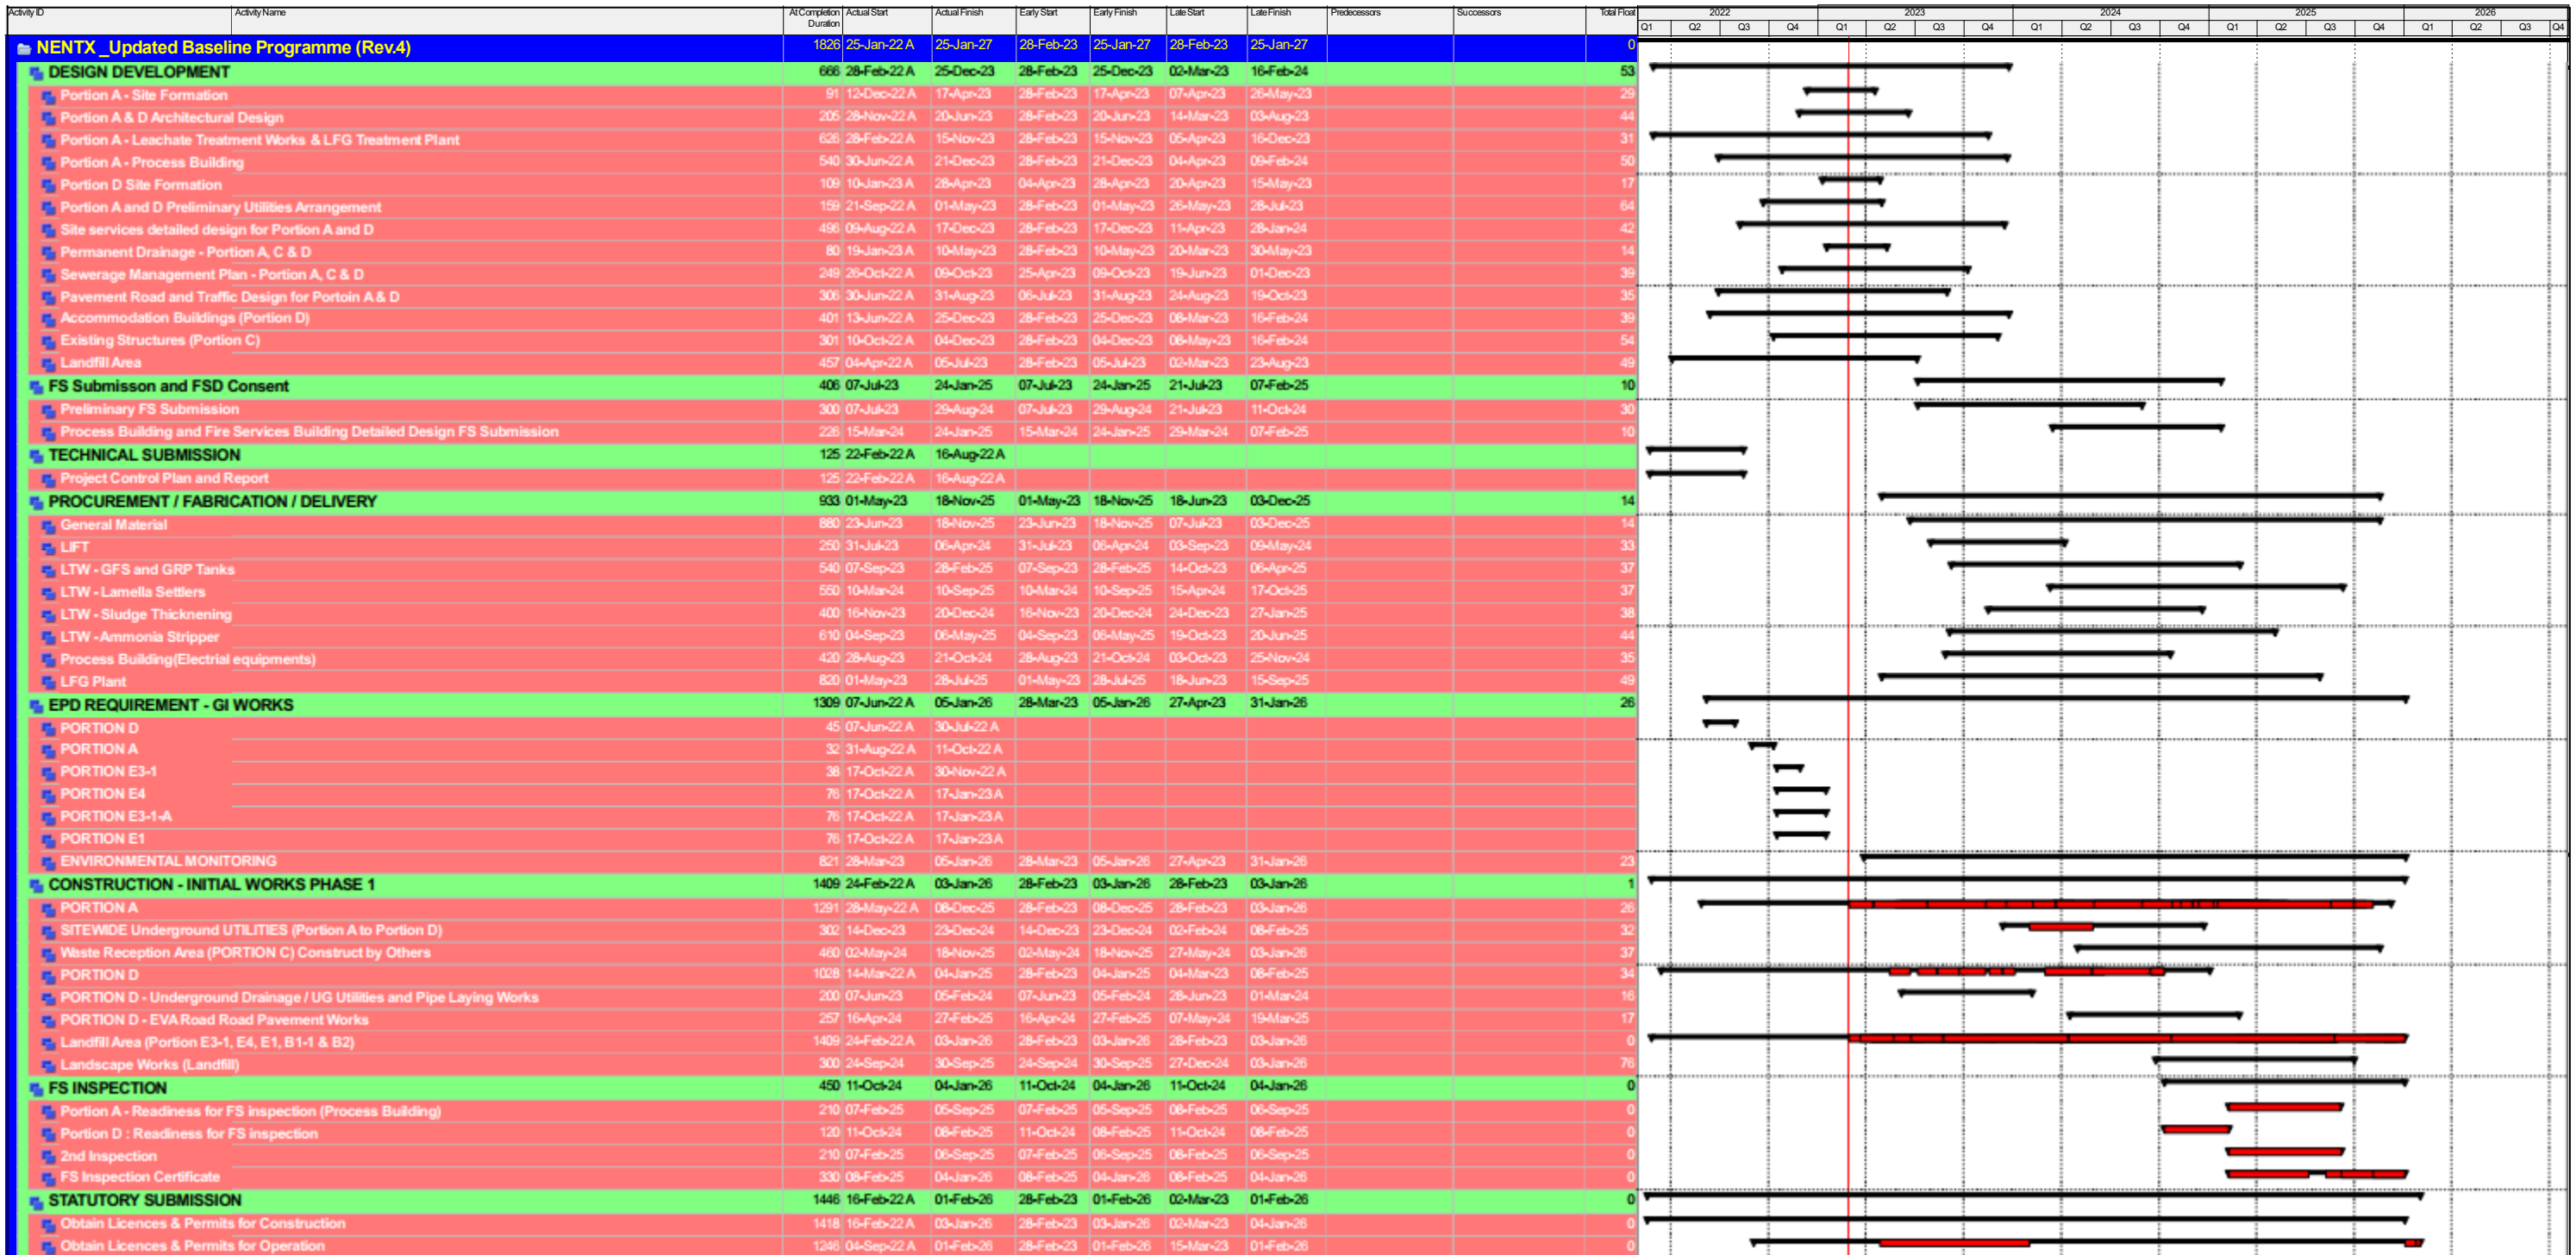 Activity ID Activity Name At Completion Duration Actual Start Actual Finish Early Start Early Finish Late Start Late Finish Predecessors Successors Total Float 2022 2023 2024 2025 2026
Q1 Q2 Q3 Q4 Q1 Q2 Q3 Q4 Q1 Q2 Q3 Q4 Q1 Q2 Q3 Q4 Q1 Q2 Q3 Q4
NENTX _Updated Baseline Programme (Rev.4) 1826 25-Jan-22 A 25-Jan-27 28-Feb-23 25-Jan-27 28-Feb-23 25-Jan-27 0
DESIGN DEVELOPMENT 666 28-Feb-22 A 25-Dec-23 28-Feb-23 25-Dec-23 02-Mar-23 16-Feb-24 53
Portion A - Site Formation 91 12-Dec-22 A 17-Apr-23 28-Feb-23 17-Apr-23 07-Apr-23 26-May-23 29
Portion A & D Architectural Design 205 28-Nov-22 A 20-Jun-23 28-Feb-23 20-Jun-23 14-Mar-23 03-Aug-23 44
Portion A - Leachate Treatment Works & LFG Treatment Plant 626 28-Feb-22 A 15-Nov-23 28-Feb-23 15-Nov-23 05-Apr-23 16-Dec-23 31
Portion A - Process Building 540 30-Jun-22 A 21-Dec-23 28-Feb-23 21-Dec-23 04-Apr-23 09-Feb-24 50
Portion D Site Formation 109 10-Jan-23 A 28-Apr-23 04-Apr-23 28-Apr-23 20-Apr-23 15-May-23 17
Portion A and D Preliminary Utilities Arrangement 159 21-Sep-22 A 01-May-23 28-Feb-23 01-May-23 26-May-23 28-Jul-23 64
Site services detailed design for Portion A and D 496 09-Aug-22 A 17-Dec-23 28-Feb-23 17-Dec-23 11-Apr-23 28-Jan-24 42
Permanent Drainage - Portion A, C & D 80 19-Jan-23 A 10-May-23 28-Feb-23 10-May-23 20-Mar-23 30-May-23 14
Sewerage Management Plan - Portion A, C & D 249 26-Oct-22 A 09-Oct-23 25-Apr-23 09-Oct-23 19-Jun-23 01-Dec-23 39
Pavement Road and Traffic Design for Portoin A & D 306 30-Jun-22 A 31-Aug-23 06-Jul-23 31-Aug-23 24-Aug-23 19-Oct-23 35
Accommodation Buildings (Portion D) 401 13-Jun-22 A 25-Dec-23 28-Feb-23 25-Dec-23 08-Mar-23 16-Feb-24 39
Existing Structures (Portion C) 301 10-Oct-22 A 04-Dec-23 28-Feb-23 04-Dec-23 08-May-23 16-Feb-24 54
Landfill Area 457 04-Apr-22 A 05-Jul-23 28-Feb-23 05-Jul-23 02-Mar-23 23-Aug-23 49
FS Submisson and FSD Consent 406 07-Jul-23 24-Jan-25 07-Jul-23 24-Jan-25 21-Jul-23 07-Feb-25 10
Preliminary FS Submission 300 07-Jul-23 29-Aug-24 07-Jul-23 29-Aug-24 21-Jul-23 11-Oct-24 30
Process Building and Fire Services Building Detailed Design FS Submission 226 15-Mar-24 24-Jan-25 15-Mar-24 24-Jan-25 29-Mar-24 07-Feb-25 10
TECHNICAL SUBMISSION 125 22-Feb-22 A 16-Aug-22 A
Project Control Plan and Report 125 22-Feb-22 A 16-Aug-22 A
PROCUREMENT / FABRICATION / DELIVERY 933 01-May-23 18-Nov-25 01-May-23 18-Nov-25 18-Jun-23 03-Dec-25 14
General Material 880 23-Jun-23 18-Nov-25 23-Jun-23 18-Nov-25 07-Jul-23 03-Dec-25 14
LIFT 250 31-Jul-23 06-Apr-24 31-Jul-23 06-Apr-24 03-Sep-23 09-May-24 33
LTW - GFS and GRP Tanks 540 07-Sep-23 28-Feb-25 07-Sep-23 28-Feb-25 14-Oct-23 06-Apr-25 37
LTW - Lamella Settlers 550 10-Mar-24 10-Sep-25 10-Mar-24 10-Sep-25 15-Apr-24 17-Oct-25 37
LTW - Sludge Thicknening 400 16-Nov-23 20-Dec-24 16-Nov-23 20-Dec-24 24-Dec-23 27-Jan-25 38
LTW - Ammonia Stripper 610 04-Sep-23 06-May-25 04-Sep-23 06-May-25 19-Oct-23 20-Jun-25 44
Process Building(Electrial equipments) 420 28-Aug-23 21-Oct-24 28-Aug-23 21-Oct-24 03-Oct-23 25-Nov-24 35
LFG Plant 820 01-May-23 28-Jul-25 01-May-23 28-Jul-25 18-Jun-23 15-Sep-25 49
EPD REQUIREMENT - GI WORKS 1309 07-Jun-22 A 05-Jan-26 28-Mar-23 05-Jan-26 27-Apr-23 31-Jan-26 26
PORTION D 45 07-Jun-22 A 30-Jul-22 A
PORTION A 32 31-Aug-22 A 11-Oct-22 A
PORTION E3-1 38 17-Oct-22 A 30-Nov-22 A
PORTION E4 76 17-Oct-22 A 17-Jan-23 A
PORTION E3-1-A 76 17-Oct-22 A 17-Jan-23 A
PORTION E1 76 17-Oct-22 A 17-Jan-23 A
ENVIRONMENTAL MONITORING 821 28-Mar-23 05-Jan-26 28-Mar-23 05-Jan-26 27-Apr-23 31-Jan-26 23
CONSTRUCTION - INITIAL WORKS PHASE 1 1409 24-Feb-22 A 03-Jan-26 28-Feb-23 03-Jan-26 28-Feb-23 03-Jan-26 1
PORTION A 1291 28-May-22 A 08-Dec-25 28-Feb-23 08-Dec-25 28-Feb-23 03-Jan-26 26
SITEWIDE Underground UTILITIES (Portion A to Portion D) 302 14-Dec-23 23-Dec-24 14-Dec-23 23-Dec-24 02-Feb-24 08-Feb-25 32
Waste Reception Area (PORTION C) Construct by Others 460 02-May-24 18-Nov-25 02-May-24 18-Nov-25 27-May-24 03-Jan-26 37
PORTION D 1028 14-Mar-22 A 04-Jan-25 28-Feb-23 04-Jan-25 04-Mar-23 08-Feb-25 34
PORTION D - Underground Drainage / UG Utilities and Pipe Laying Works 200 07-Jun-23 05-Feb-24 07-Jun-23 05-Feb-24 28-Jun-23 01-Mar-24 16
PORTION D - EVA Road Road Pavement Works 257 16-Apr-24 27-Feb-25 16-Apr-24 27-Feb-25 07-May-24 19-Mar-25 17
Landfill Area (Portion E3-1, E4, E1, B1-1 & B2) 1409 24-Feb-22 A 03-Jan-26 28-Feb-23 03-Jan-26 28-Feb-23 03-Jan-26 0
Landscape Works (Landfill) 300 24-Sep-24 30-Sep-25 24-Sep-24 30-Sep-25 27-Dec-24 03-Jan-26 76
FS INSPECTION 450 11-Oct-24 04-Jan-26 11-Oct-24 04-Jan-26 11-Oct-24 04-Jan-26 0
Portion A - Readiness for FS inspection (Process Building) 210 07-Feb-25 05-Sep-25 07-Feb-25 05-Sep-25 08-Feb-25 06-Sep-25 0
Portion D : Readiness for FS inspection 120 11-Oct-24 08-Feb-25 11-Oct-24 08-Feb-25 11-Oct-24 08-Feb-25 0
2nd Inspection 210 07-Feb-25 06-Sep-25 07-Feb-25 06-Sep-25 08-Feb-25 06-Sep-25 0
FS Inspection Certificate 330 08-Feb-25 04-Jan-26 08-Feb-25 04-Jan-26 08-Feb-25 04-Jan-26 0
STATUTORY SUBMISSION 1446 16-Feb-22 A 01-Feb-26 28-Feb-23 01-Feb-26 02-Mar-23 01-Feb-26 0
Obtain Licences & Permits for Construction 1418 16-Feb-22 A 03-Jan-26 28-Feb-23 03-Jan-26 02-Mar-23 04-Jan-26 0
Obtain Licences & Permits for Operation 1246 04-Sep-22 A 01-Feb-26 28-Feb-23 01-Feb-26 15-Mar-23 01-Feb-26 0